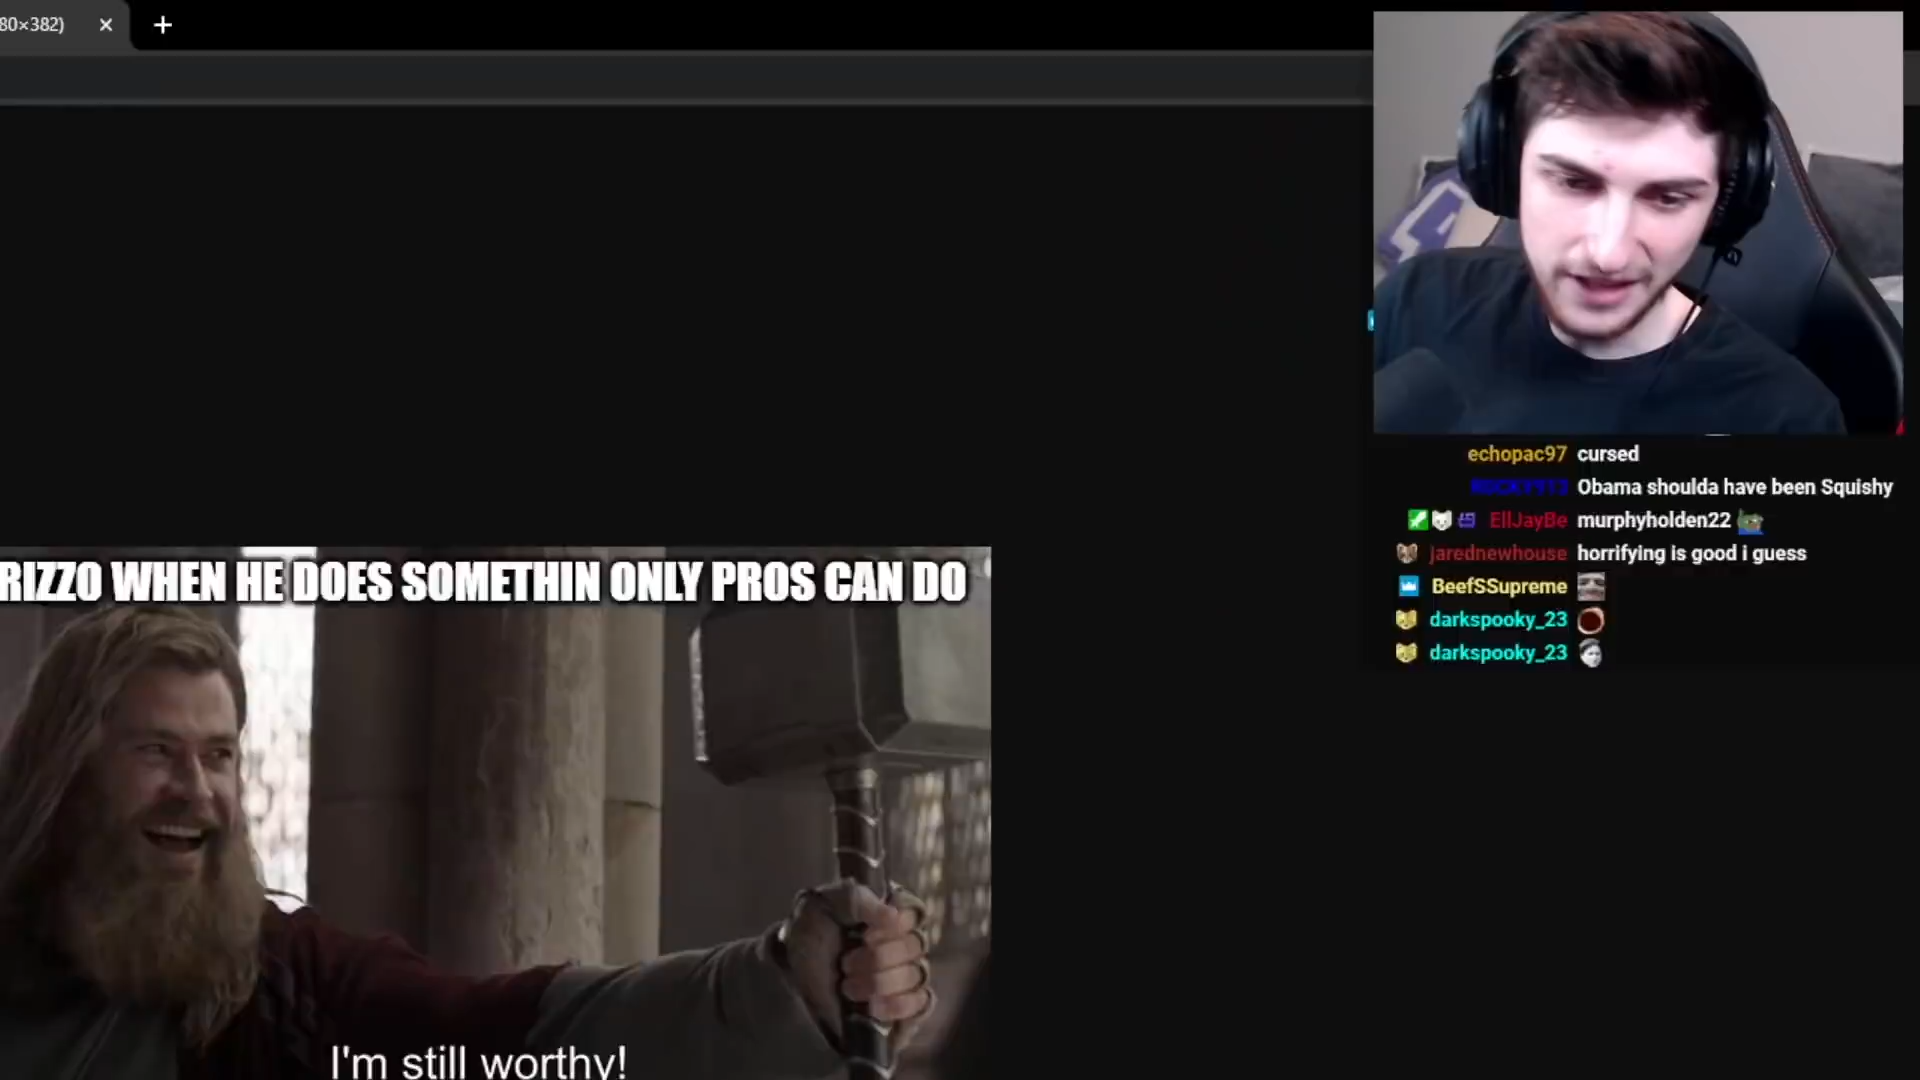 80×382)
echopac97 cursed
Obama shoulda have been Squishy
EllJayBe murphyholden22
jarednewhouse horrifying is good i guess
BeefSSupreme
darkspooky_23
darkspooky_23
RIZZO WHEN HE DOES SOMETHIN ONLY PROS CAN DO
I'm still worthy!